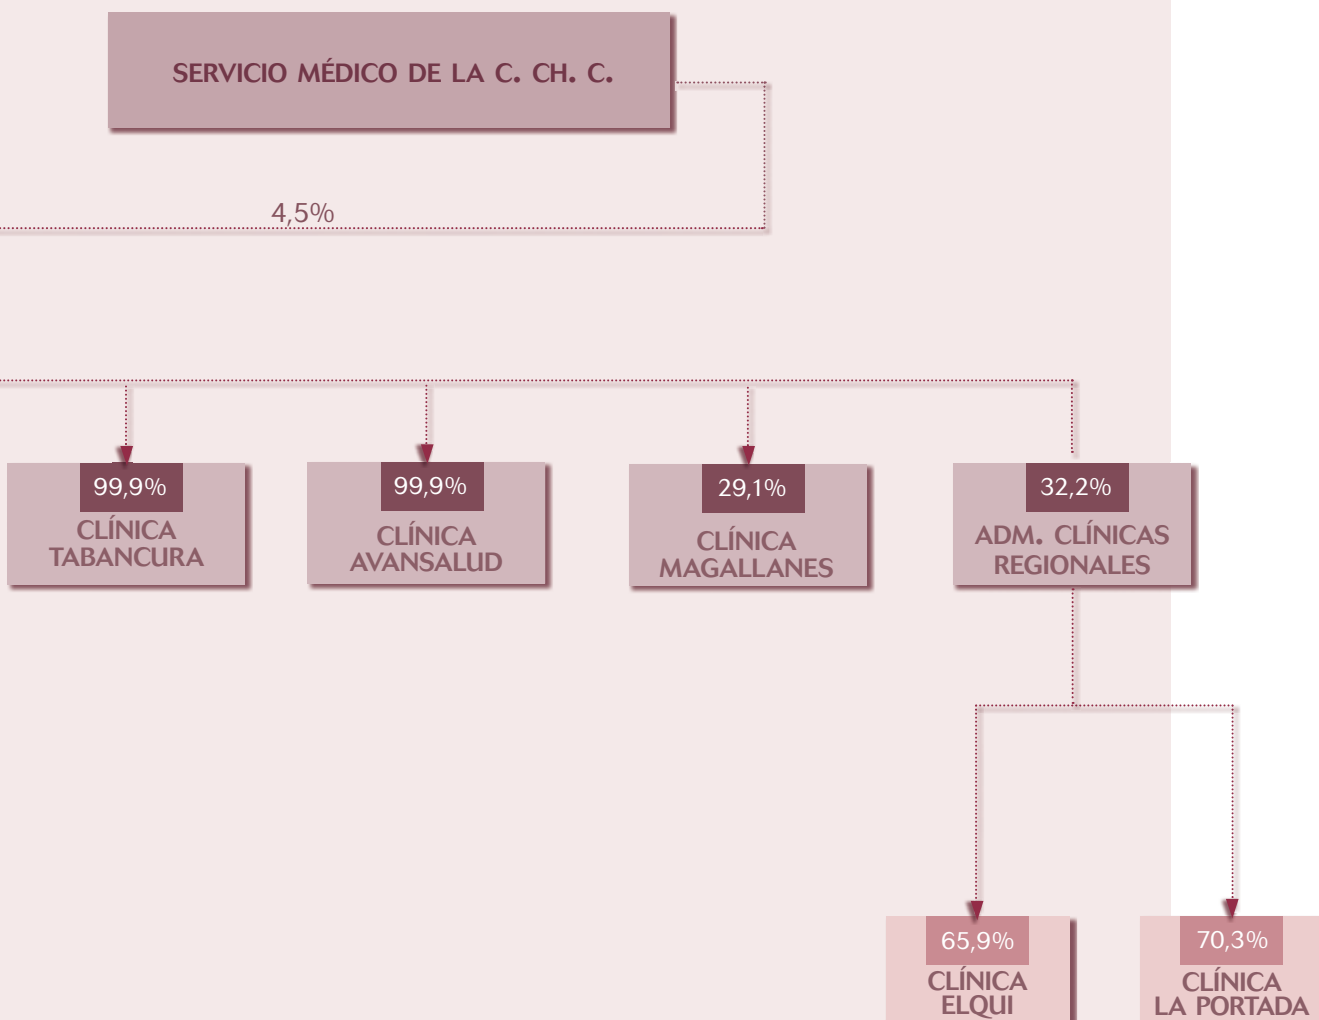 SERVICIO MÉDICO DE LA C. CH. C.
4,5%
99,9%
CLÍNICA
TABANCURA
99,9%
CLÍNICA
AVANSALUD
29,1%
CLÍNICA
MAGALLANES
32,2%
ADM. CLÍNICAS
REGIONALES
65,9%
CLÍNICA
ELQUI
70,3%
CLÍNICA
LA PORTADA